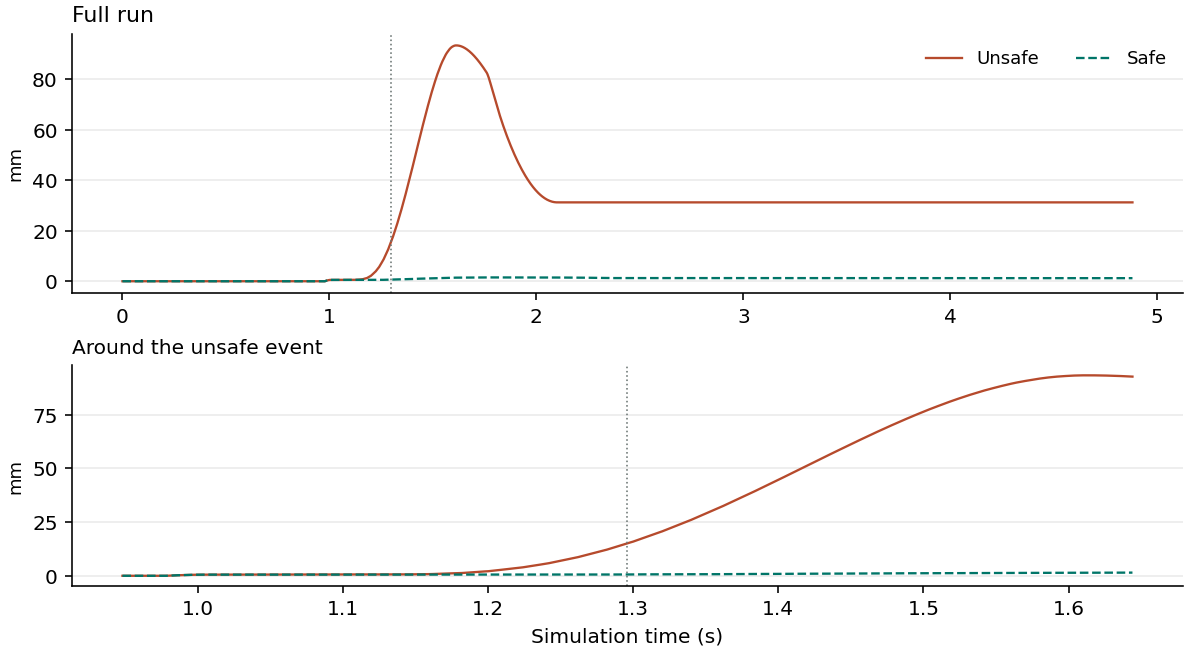 Full run
Unsafe Safe
mm
80
60
40
20
0
0 1 2 3 4 5
Around the unsafe event
mm
75
50
25
0
1.0 1.1 1.2 1.3 1.4 1.5 1.6
Simulation time (s)